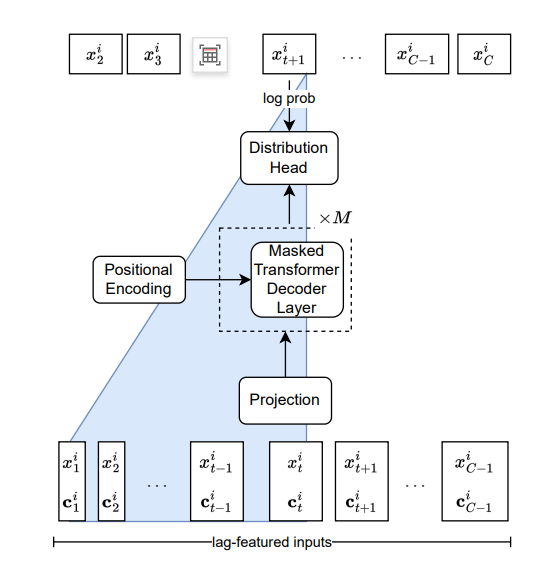 x_2^i x_3^i x_{t+1}^i ... x_{C-1}^i x_C^i
log prob
Distribution
Head
×M
Masked
Transformer
Decoder
Layer
Positional
Encoding
Projection
x_1^i x_2^i ... x_{t-1}^i x_t^i x_{t+1}^i ... x_{C-1}^i
c_1^i c_2^i c_{t-1}^i c_t^i c_{t+1}^i c_{C-1}^i
lag-featured inputs